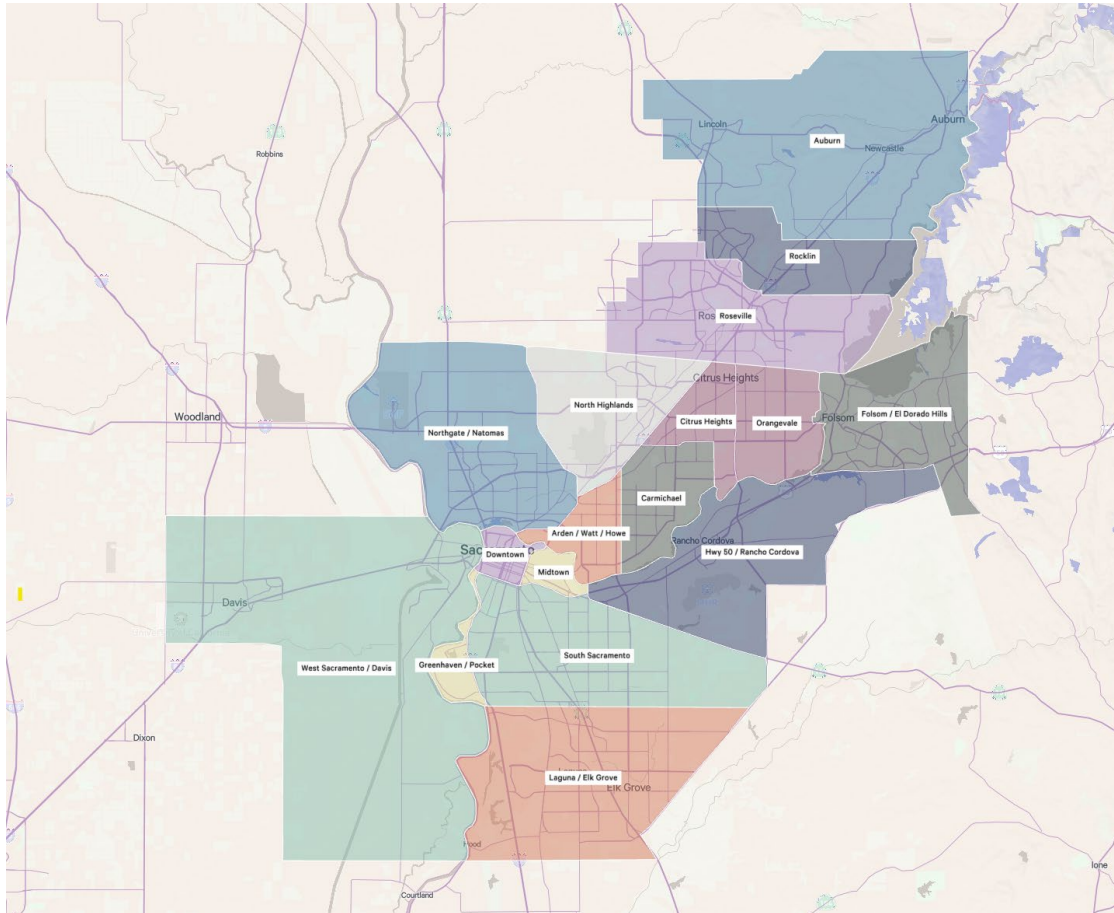 Lincoln
Auburn
Auburn
Newcastle
Robbins
Rocklin
Roseville
Citrus Heights
North Highlands
Woodland
Northgate / Natomas
Citrus Heights
Orangevale
Folsom
Folsom / El Dorado Hills
Carmichael
Arden / Watt / Howe
Rancho Cordova
Hwy 50 / Rancho Cordova
Downtown
Midtown
Davis
West Sacramento / Davis
Greenhaven / Pocket
South Sacramento
Dixon
Laguna / Elk Grove
Elk Grove
Hood
Courtland
Ione